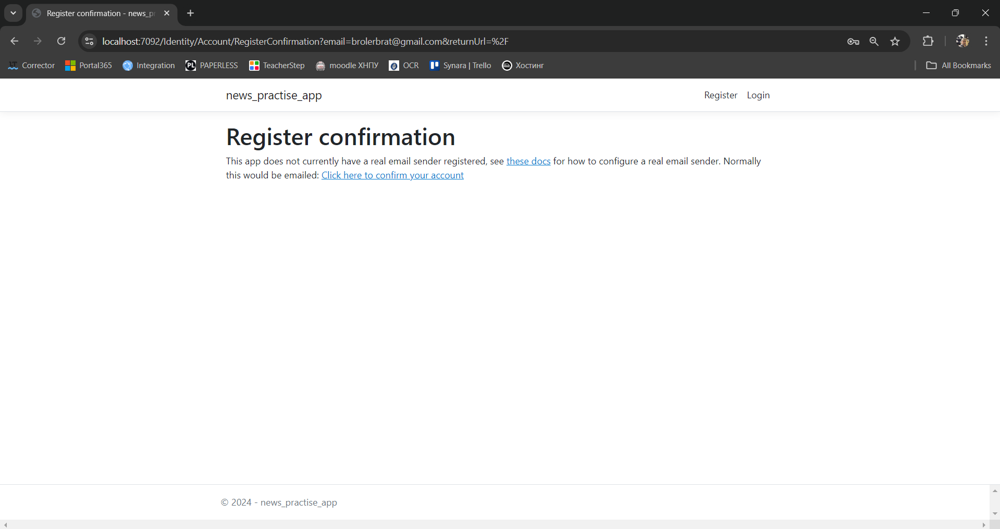 Register confirmation - news_pr
localhost:7092/Identity/Account/RegisterConfirmation?email=brolerbrat@gmail.com&returnUrl=%2F
LT Corrector Portal365 Integration PL PAPERLESS TeacherStep moodle ХНПУ OCR Synara | Trello Хостинг All Bookmarks
news_practise_app Register Login
Register confirmation
This app does not currently have a real email sender registered, see these docs for how to configure a real email sender. Normally
this would be emailed: Click here to confirm your account
© 2024 - news_practise_app